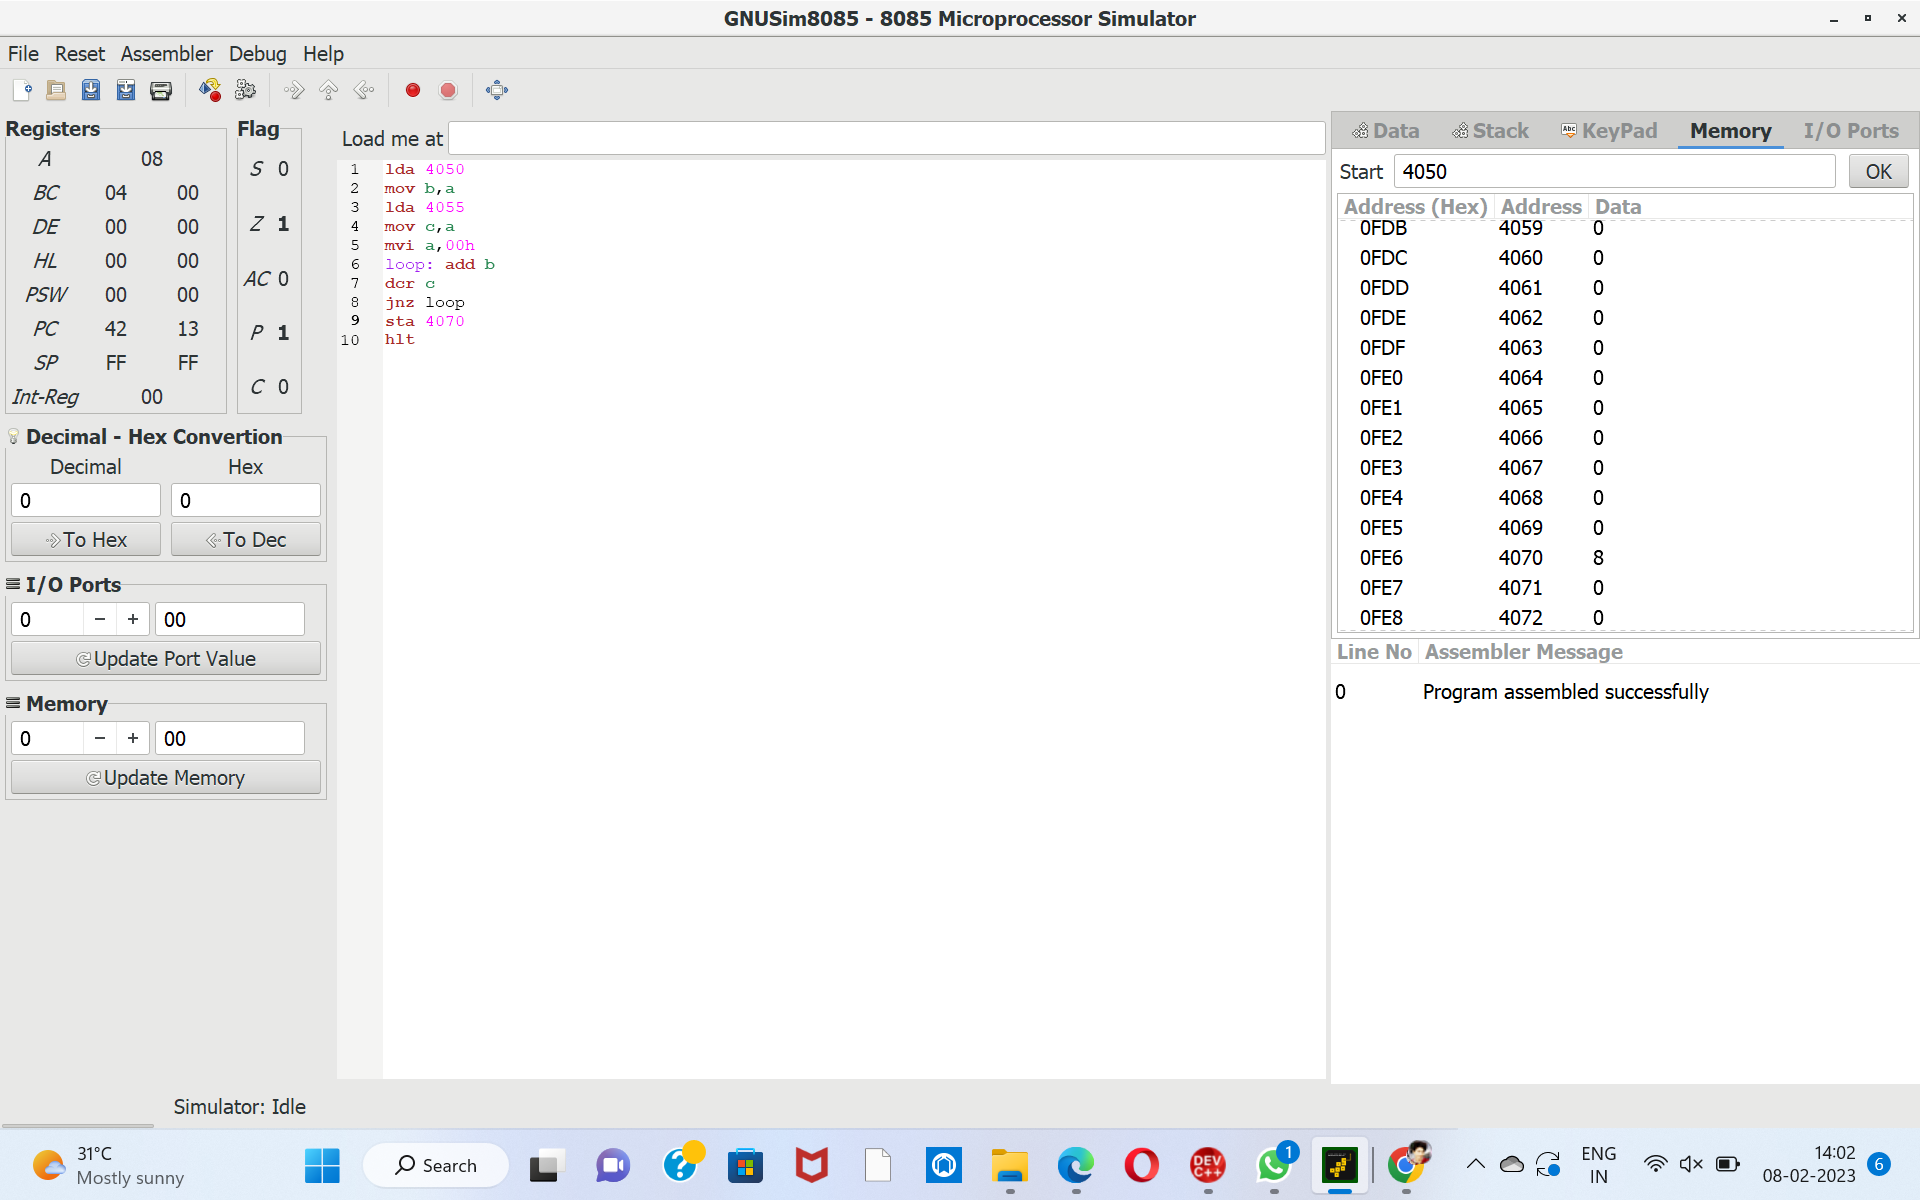 GNUSim8085 - 8085 Microprocessor Simulator
File Reset Assembler Debug Help
Registers
A 08
BC 04 00
DE 00 00
HL 00 00
PSW 00 00
PC 42 13
SP FF FF
Int-Reg 00
Flag
S 0
Z 1
AC 0
P 1
C 0
Decimal - Hex Convertion
Decimal Hex
0 0
To Hex To Dec
I/O Ports
0 − + 00
Update Port Value
Memory
0 − + 00
Update Memory
Load me at
1 lda 4050
2 mov b,a
3 lda 4055
4 mov c,a
5 mvi a,00h
6 loop: add b
7 dcr c
8 jnz loop
9 sta 4070
10 hlt
Data Stack Abc KeyPad Memory I/O Ports
Start 4050 OK
Address (Hex) Address Data
0FDB 4059 0
0FDC 4060 0
0FDD 4061 0
0FDE 4062 0
0FDF 4063 0
0FE0 4064 0
0FE1 4065 0
0FE2 4066 0
0FE3 4067 0
0FE4 4068 0
0FE5 4069 0
0FE6 4070 8
0FE7 4071 0
0FE8 4072 0
Line No Assembler Message
0 Program assembled successfully
Simulator: Idle
31°C
Mostly sunny
Search
DEV
C++
1
ENG
IN
14:02
08-02-2023
6